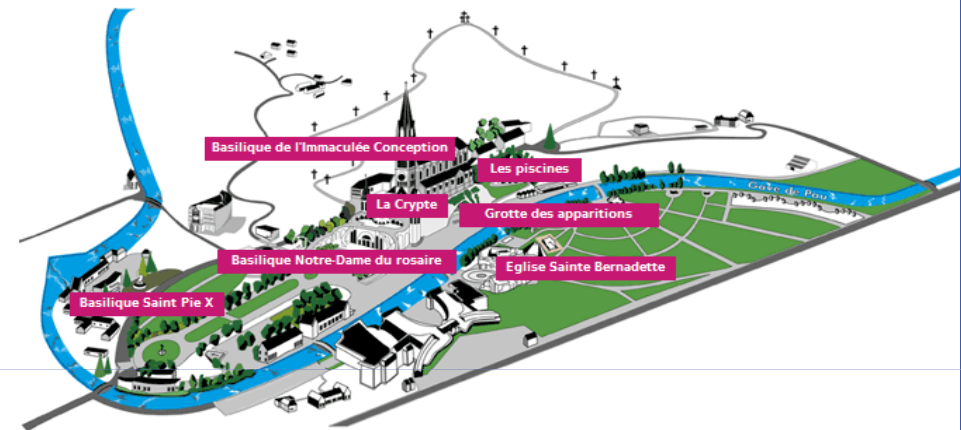 Basilique de l'Immaculée Conception
Les piscines
Gave de Pau
La Crypte
Grotte des apparitions
Basilique Notre-Dame du rosaire
Eglise Sainte Bernadette
Basilique Saint Pie X